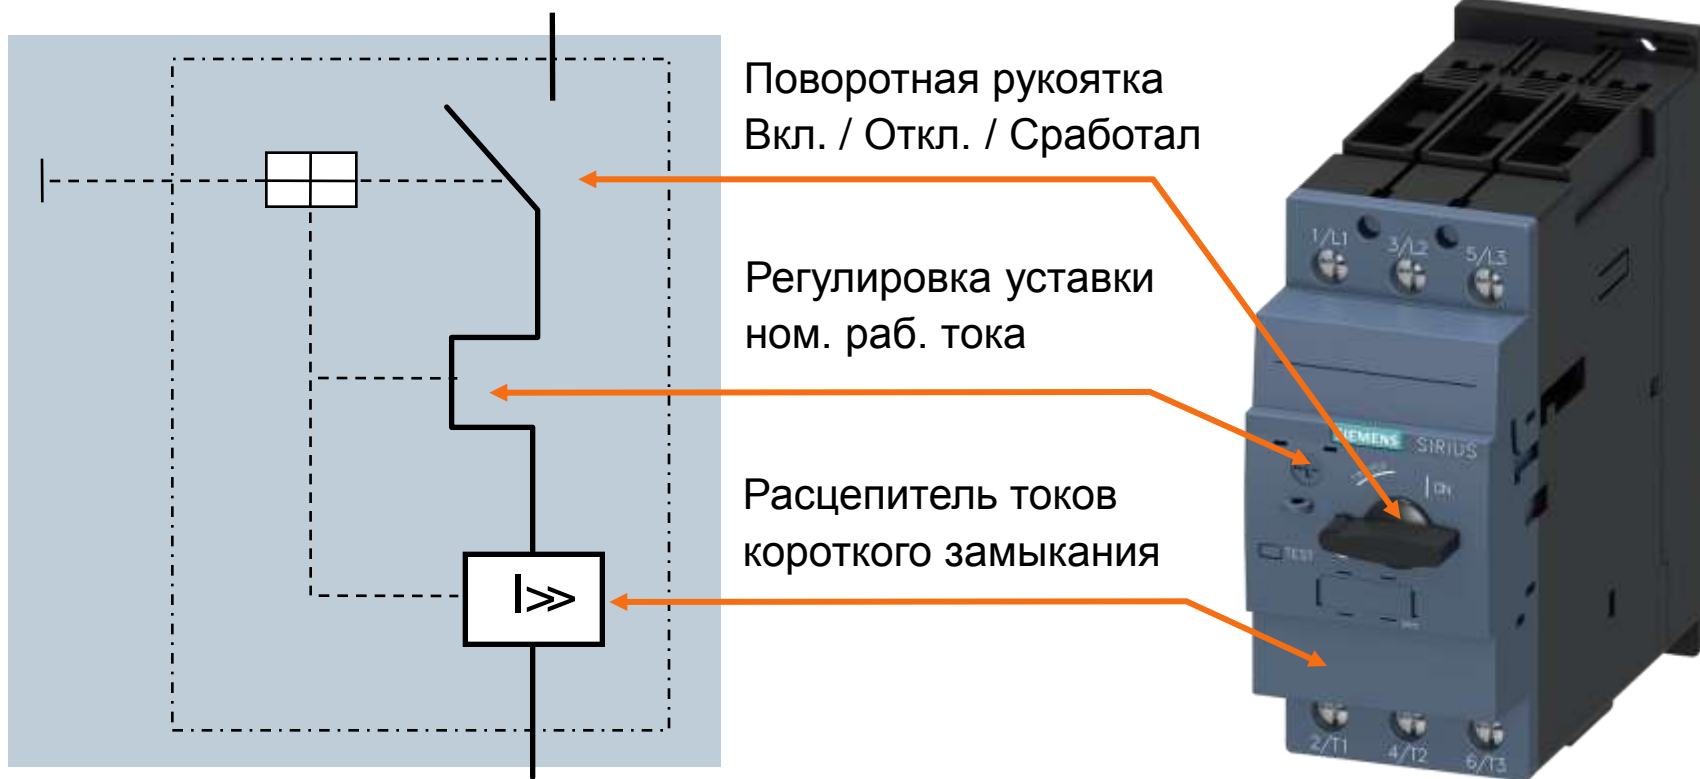 Поворотная рукоятка
Вкл. / Откл. / Сработал
Регулировка уставки
ном. раб. тока
Расцепитель токов
короткого замыкания
I>>
1/L1
3/L2
5/L3
SIEMENS
SIRIUS
ON
TEST
2/T1
4/T2
6/T3